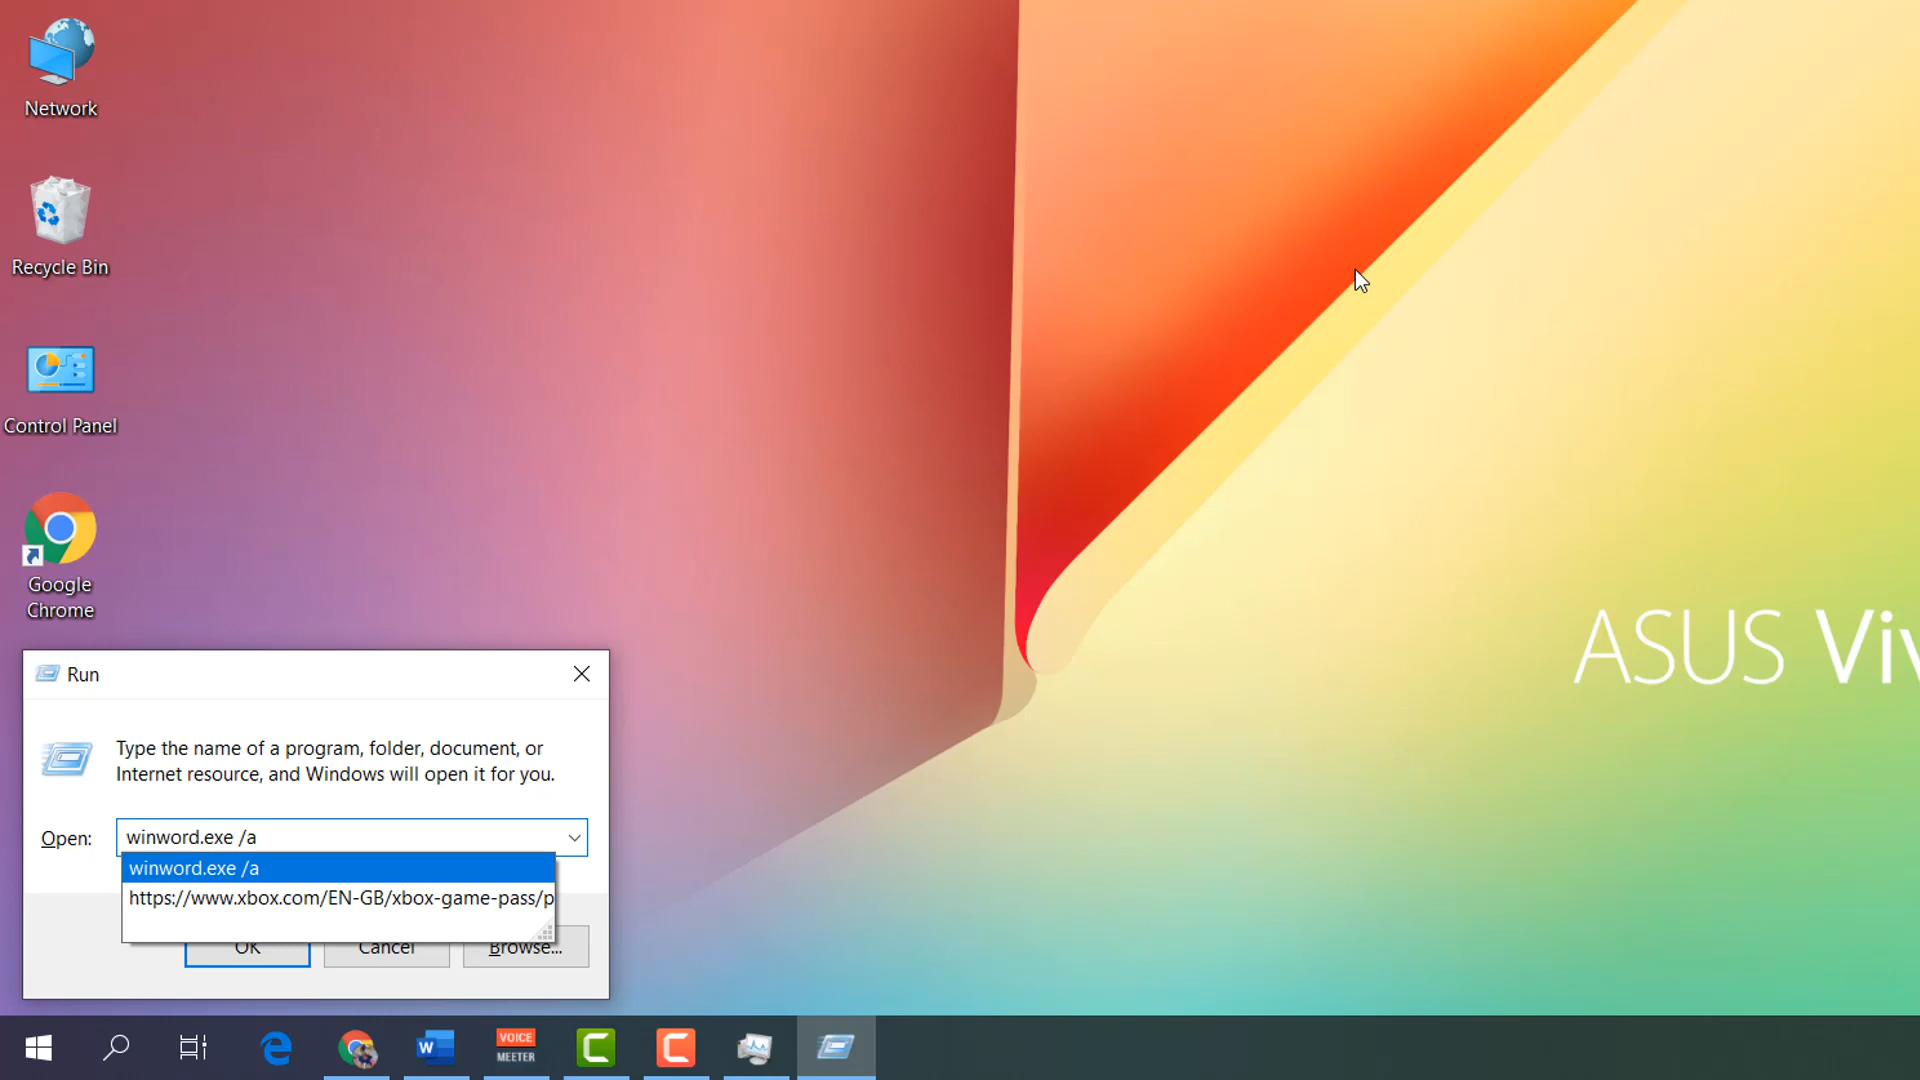 Network
Recycle Bin
Control Panel
Google
Chrome
ASUS Viv
Run
Type the name of a program, folder, document, or
Internet resource, and Windows will open it for you.
Open:
winword.exe /a
winword.exe /a
https://www.xbox.com/EN-GB/xbox-game-pass/p
OK
Cancel
Browse...
W
VOICE
MEETER